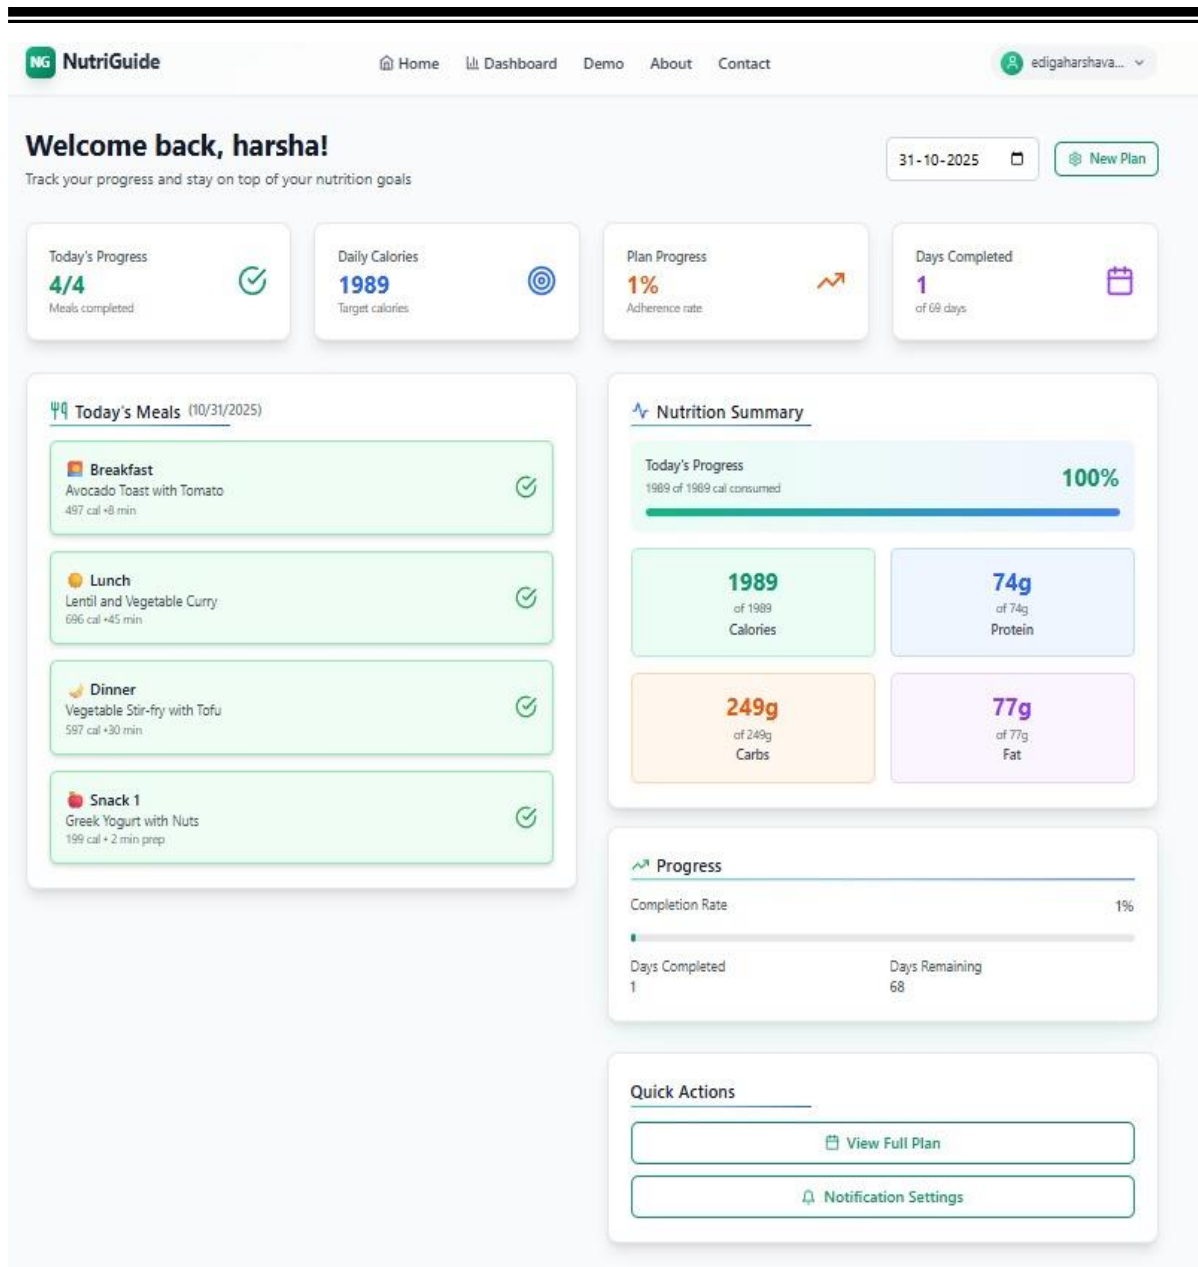 NG NutriGuide
Home Dashboard Demo About Contact
edigaharshava...
Welcome back, harsha!
Track your progress and stay on top of your nutrition goals
31-10-2025
New Plan
Today's Progress
4/4
Meals completed
Daily Calories
1989
Target calories
Plan Progress
1%
Adherence rate
Days Completed
1
of 69 days
Today's Meals (10/31/2025)
Breakfast
Avocado Toast with Tomato
497 cal •8 min
Lunch
Lentil and Vegetable Curry
696 cal •45 min
Dinner
Vegetable Stir-fry with Tofu
597 cal •30 min
Snack 1
Greek Yogurt with Nuts
199 cal • 2 min prep
Nutrition Summary
Today's Progress
1989 of 1989 cal consumed
100%
1989
of 1989
Calories
74g
of 74g
Protein
249g
of 249g
Carbs
77g
of 77g
Fat
Progress
Completion Rate 1%
Days Completed
1
Days Remaining
68
Quick Actions
View Full Plan
Notification Settings